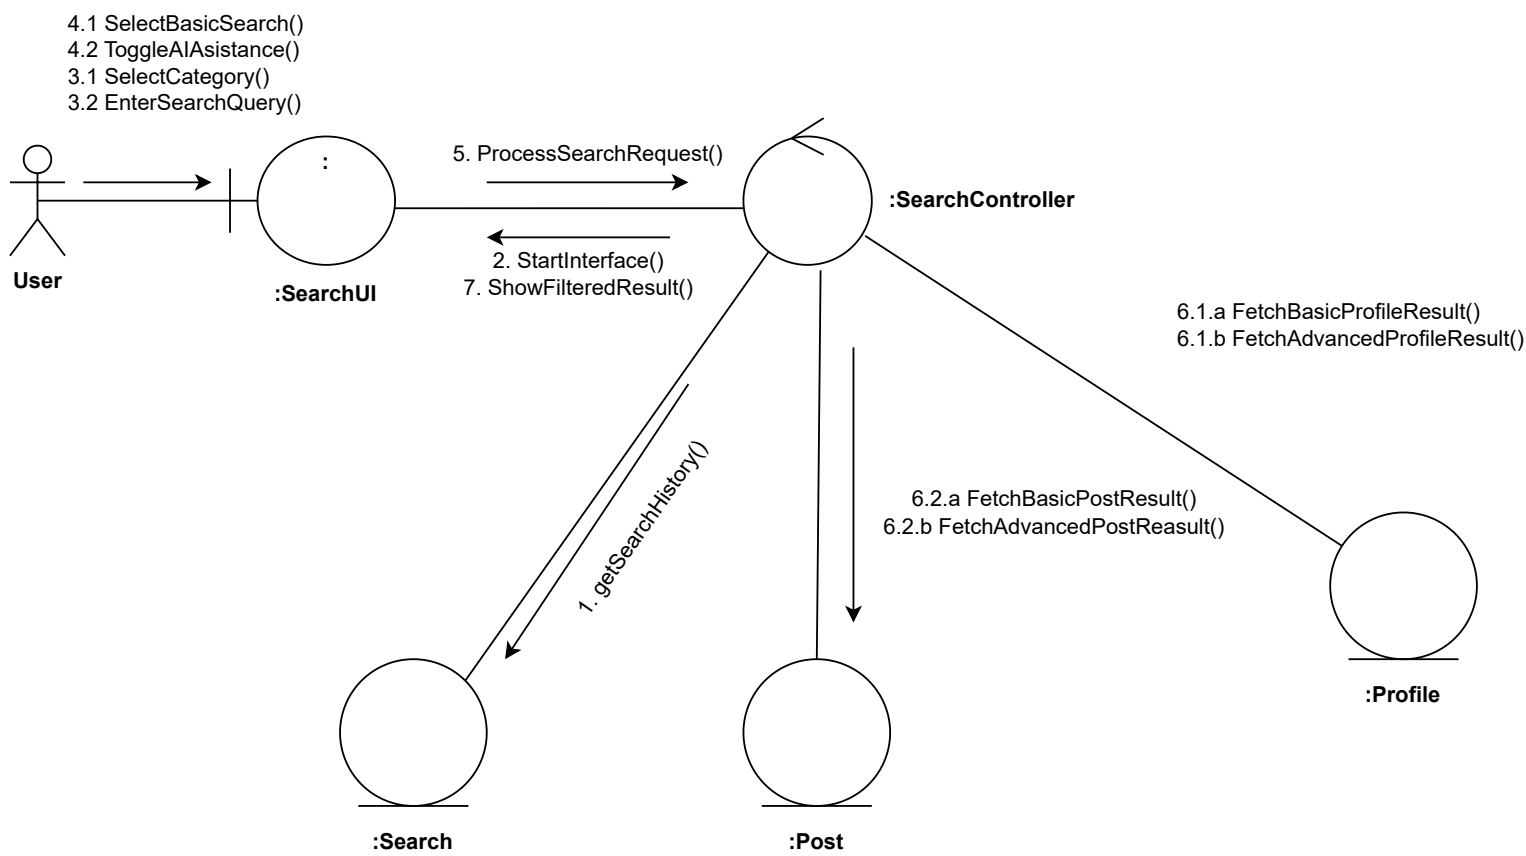 4.1 SelectBasicSearch()
4.2 ToggleAIAsistance()
3.1 SelectCategory()
3.2 EnterSearchQuery()
:
5. ProcessSearchRequest()
:SearchController
2. StartInterface()
7. ShowFilteredResult()
User
:SearchUI
6.1.a FetchBasicProfileResult()
6.1.b FetchAdvancedProfileResult()
1. getSearchHistory()
6.2.a FetchBasicPostResult()
6.2.b FetchAdvancedPostReasult()
:Profile
:Search
:Post